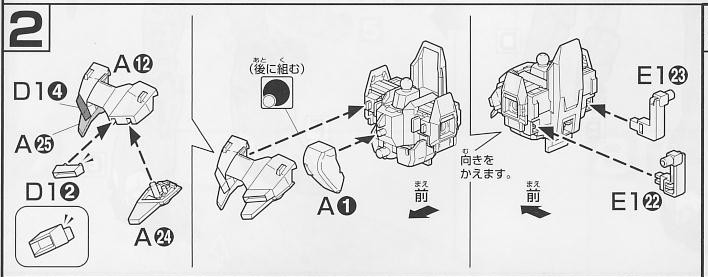 2
A⑫
D1④
A㉕
D1②
A㉔
あと く
(後に組む)
A①
まえ
前
む
向きを
かえます。
まえ
前
E1㉓
E1㉒